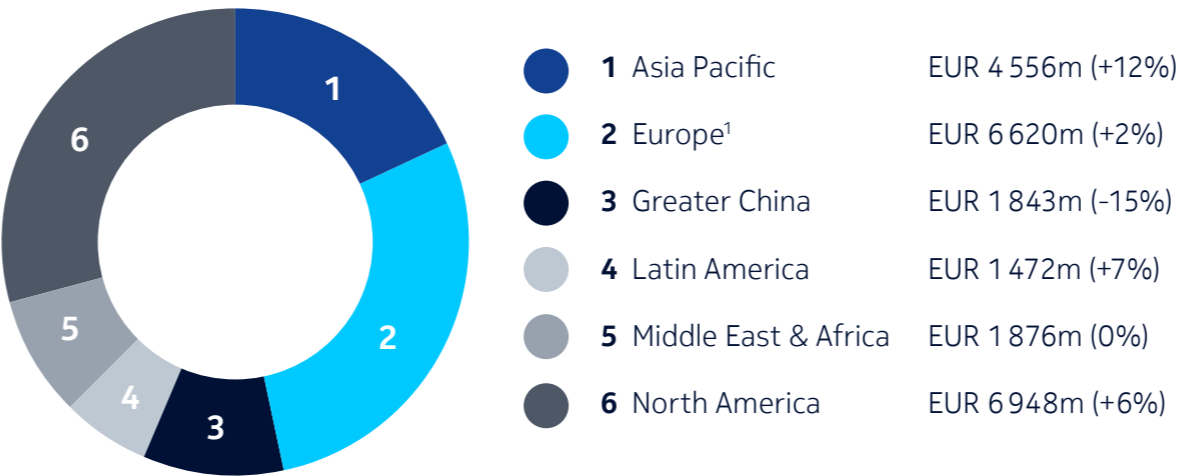 1 Asia Pacific EUR 4 556m (+12%)
2 Europe¹ EUR 6 620m (+2%)
3 Greater China EUR 1 843m (-15%)
4 Latin America EUR 1 472m (+7%)
5 Middle East & Africa EUR 1 876m (0%)
6 North America EUR 6 948m (+6%)
1
6
5
2
4
3